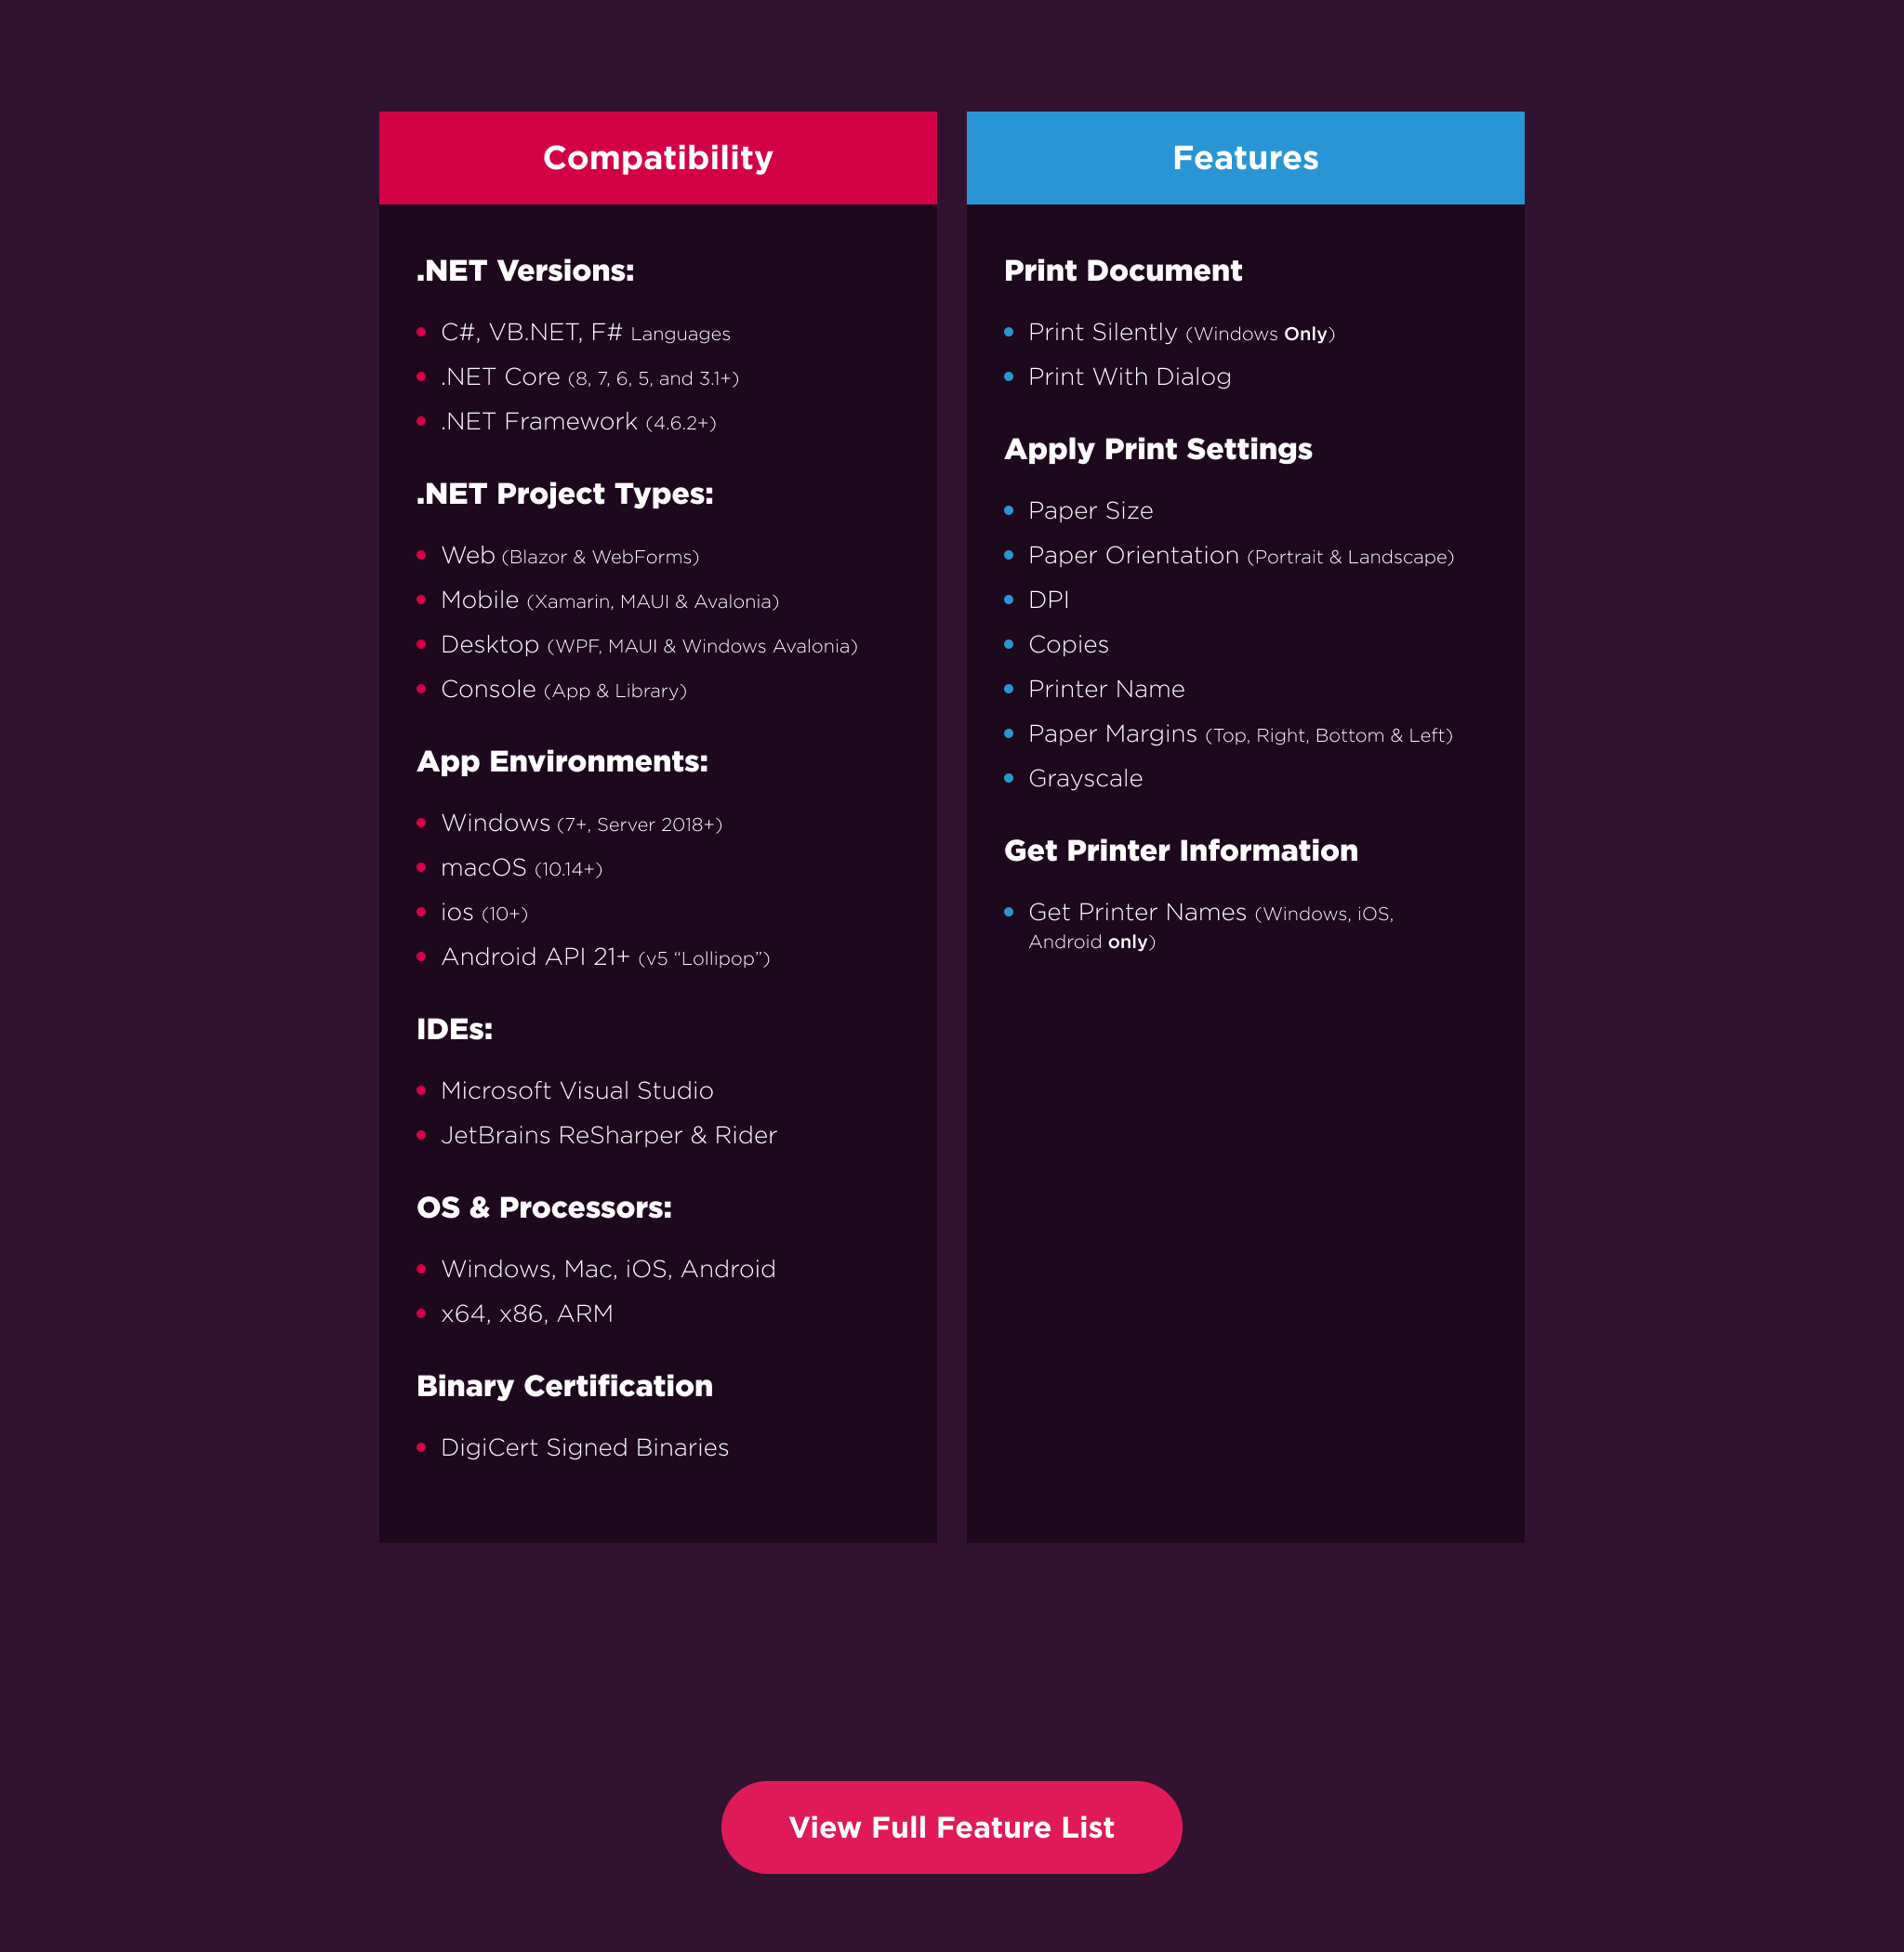 Compatibility
.NET Versions:
C#, VB.NET, F# Languages
.NET Core (8, 7, 6, 5, and 3.1+)
.NET Framework (4.6.2+)
.NET Project Types:
Web (Blazor & WebForms)
Mobile (Xamarin, MAUI & Avalonia)
Desktop (WPF, MAUI & Windows Avalonia)
Console (App & Library)
App Environments:
Windows (7+, Server 2018+)
macOS (10.14+)
ios (10+)
Android API 21+ (v5 “Lollipop”)
IDEs:
Microsoft Visual Studio
JetBrains ReSharper & Rider
OS & Processors:
Windows, Mac, iOS, Android
x64, x86, ARM
Binary Certification
DigiCert Signed Binaries
Features
Print Document
Print Silently (Windows Only)
Print With Dialog
Apply Print Settings
Paper Size
Paper Orientation (Portrait & Landscape)
DPI
Copies
Printer Name
Paper Margins (Top, Right, Bottom & Left)
Grayscale
Get Printer Information
Get Printer Names (Windows, iOS,
Android only)
View Full Feature List